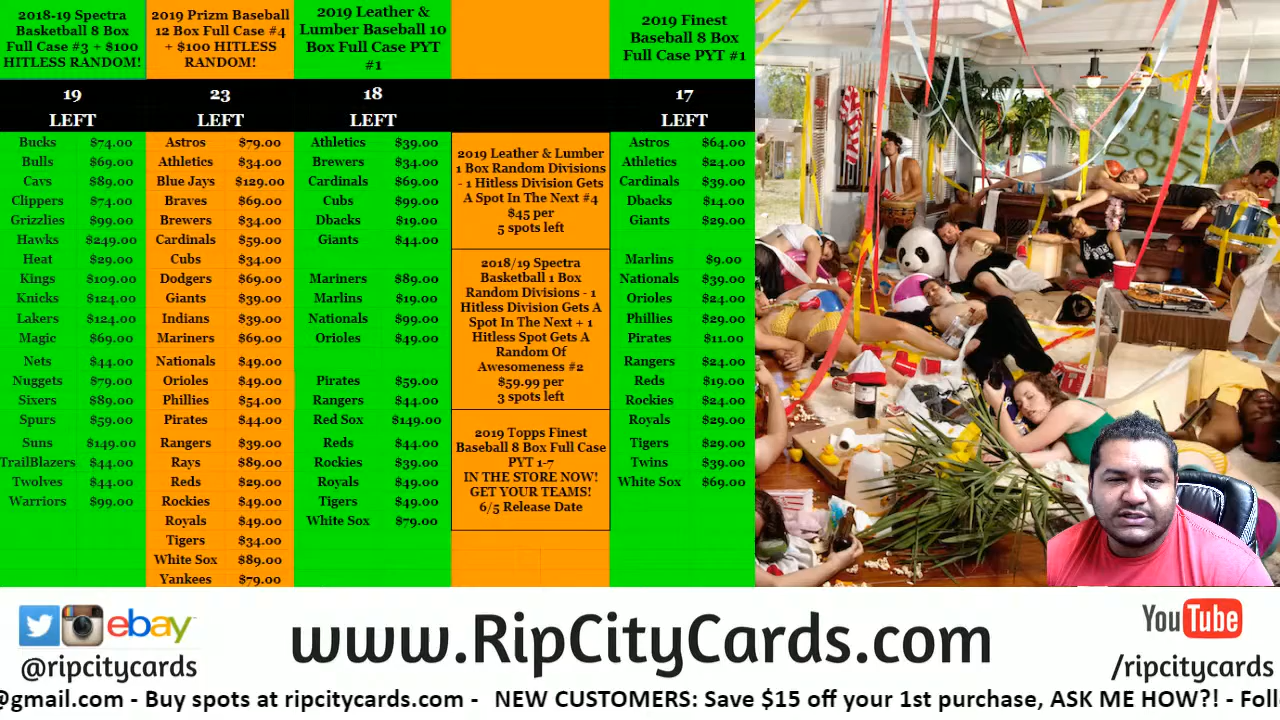 2018-19 Spectra
Basketball 8 Box
Full Case #3 + $100
HITLESS RANDOM!
19
LEFT
Bucks $74.00
Bulls $69.00
Cavs $89.00
Clippers $74.00
Grizzlies $99.00
Hawks $249.00
Heat $29.00
Kings $109.00
Knicks $124.00
Lakers $124.00
Magic $69.00
Nets $44.00
Nuggets $79.00
Sixers $89.00
Spurs $59.00
Suns $149.00
TrailBlazers $44.00
Twolves $44.00
Warriors $99.00
2019 Prizm Baseball
12 Box Full Case #4
+ $100 HITLESS
RANDOM!
23
LEFT
Astros $79.00
Athletics $34.00
Blue Jays $129.00
Braves $69.00
Brewers $34.00
Cardinals $59.00
Cubs $34.00
Dodgers $69.00
Giants $39.00
Indians $39.00
Mariners $69.00
Nationals $49.00
Orioles $49.00
Phillies $54.00
Pirates $44.00
Rangers $39.00
Rays $89.00
Reds $29.00
Rockies $49.00
Royals $49.00
Tigers $34.00
White Sox $89.00
Yankees $79.00
2019 Leather &
Lumber Baseball 10
Box Full Case PYT
#1
18
LEFT
Athletics $39.00
Brewers $34.00
Cardinals $69.00
Cubs $99.00
Dbacks $19.00
Giants $44.00
Mariners $89.00
Marlins $19.00
Nationals $99.00
Orioles $49.00
Pirates $59.00
Rangers $44.00
Red Sox $149.00
Reds $44.00
Rockies $39.00
Royals $49.00
Tigers $49.00
White Sox $79.00
2019 Leather & Lumber
1 Box Random Divisions
- 1 Hitless Division Gets
A Spot In The Next #4
$45 per
5 spots left
2018/19 Spectra
Basketball 1 Box
Random Divisions - 1
Hitless Division Gets A
Spot In The Next + 1
Hitless Spot Gets A
Random Of
Awesomeness #2
$59.99 per
3 spots left
2019 Topps Finest
Baseball 8 Box Full Case
PYT 1-7
IN THE STORE NOW!
GET YOUR TEAMS!
6/5 Release Date
2019 Finest
Baseball 8 Box
Full Case PYT #1
17
LEFT
Astros $64.00
Athletics $24.00
Cardinals $39.00
Dbacks $14.00
Giants $29.00
Marlins $9.00
Nationals $39.00
Orioles $24.00
Phillies $29.00
Pirates $11.00
Rangers $24.00
Reds $19.00
Rockies $24.00
Royals $29.00
Tigers $29.00
Twins $39.00
White Sox $69.00
ebay
@ripcitycards
www.RipCityCards.com
YouTube
/ripcitycards
@gmail.com - Buy spots at ripcitycards.com - NEW CUSTOMERS: Save $15 off your 1st purchase, ASK ME HOW?! - Foll